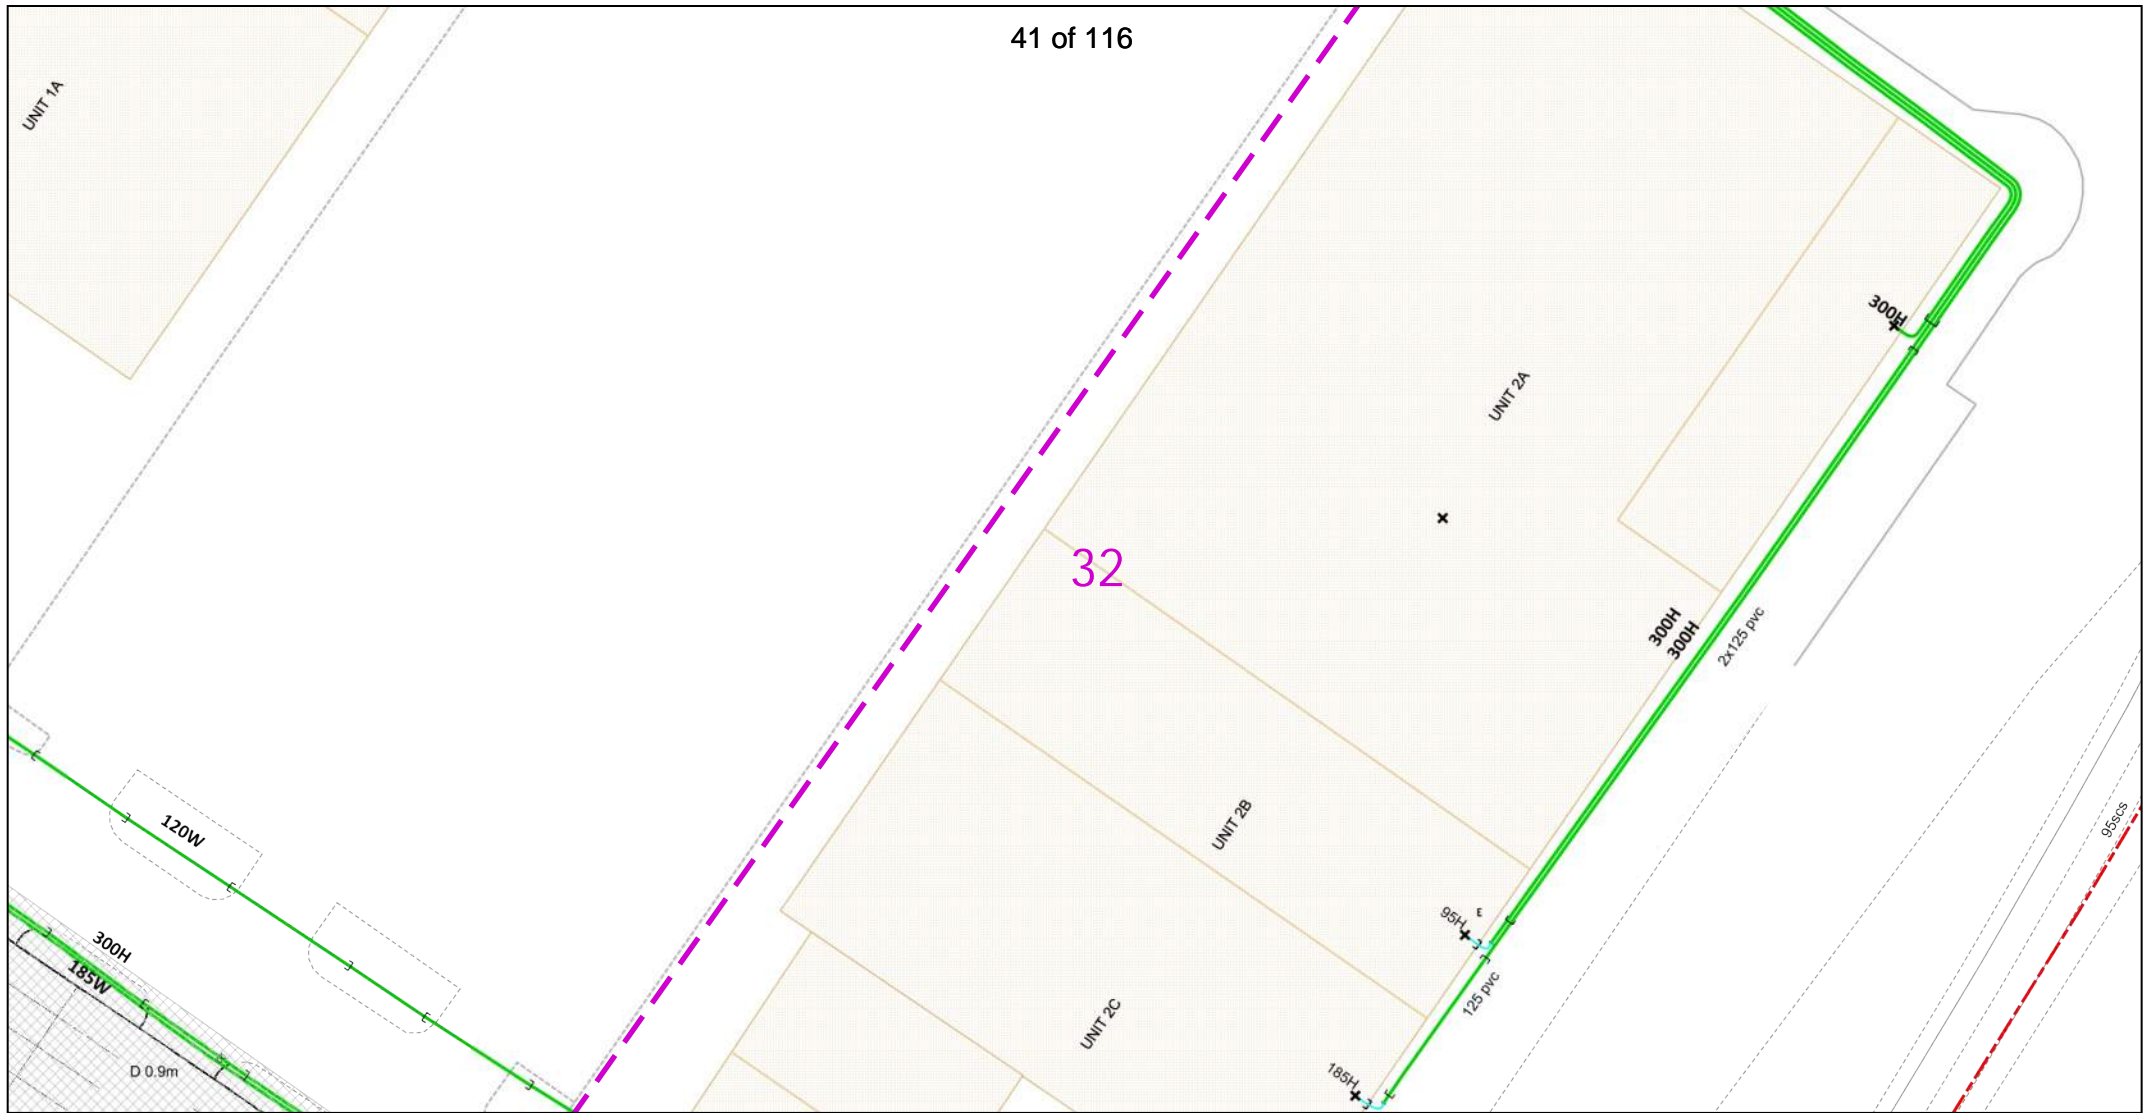 41 of 116
UNIT 1A
300H
UNIT 2A
32
300H
300H
2x125 pvc
UNIT 2B
95scs
120W
95H
E
300H
185W
125 pvc
UNIT 2C
D 0.9m
185H